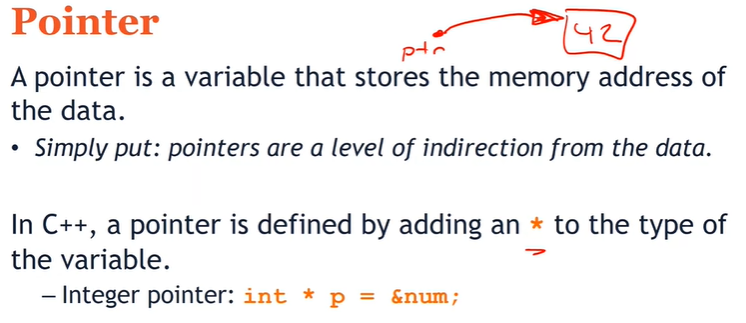 Pointer
ptr
42
A pointer is a variable that stores the memory address of
the data.
• Simply put: pointers are a level of indirection from the data.
In C++, a pointer is defined by adding an * to the type of
the variable.
– Integer pointer: int * p = &num;